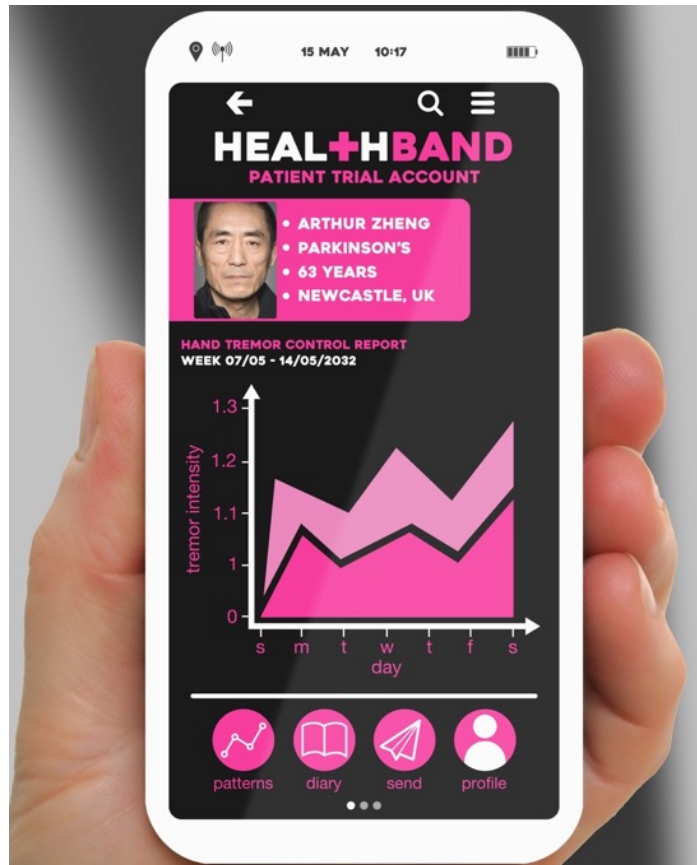 15 MAY 10:17
HEAL+HBAND
PATIENT TRIAL ACCOUNT
• ARTHUR ZHENG
• PARKINSON'S
• 63 YEARS
• NEWCASTLE, UK
HAND TREMOR CONTROL REPORT
WEEK 07/05 - 14/05/2032
tremor intensity
1.3
1.2
1.1
1
0
s m t w t f s
day
patterns diary send profile